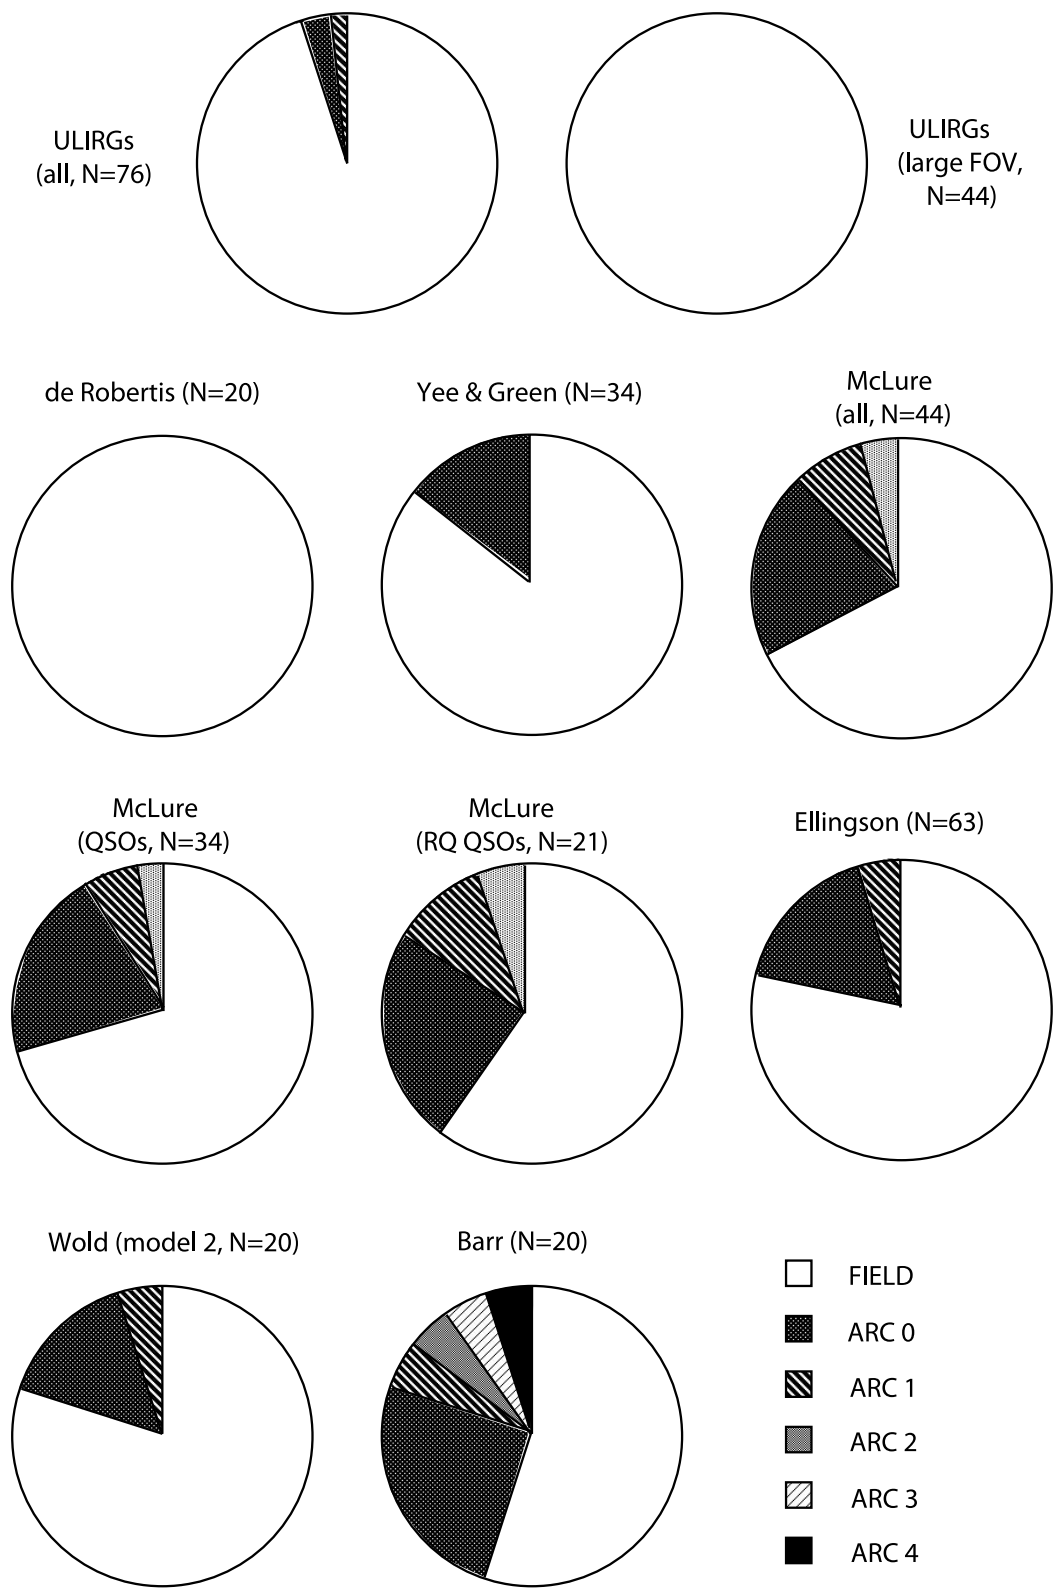 ULIRGs
(all, N=76)
ULIRGs
(large FOV,
N=44)
de Robertis (N=20)
Yee & Green (N=34)
McLure
(all, N=44)
McLure
(QSOs, N=34)
McLure
(RQ QSOs, N=21)
Ellingson (N=63)
Wold (model 2, N=20)
Barr (N=20)
FIELD
ARC 0
ARC 1
ARC 2
ARC 3
ARC 4